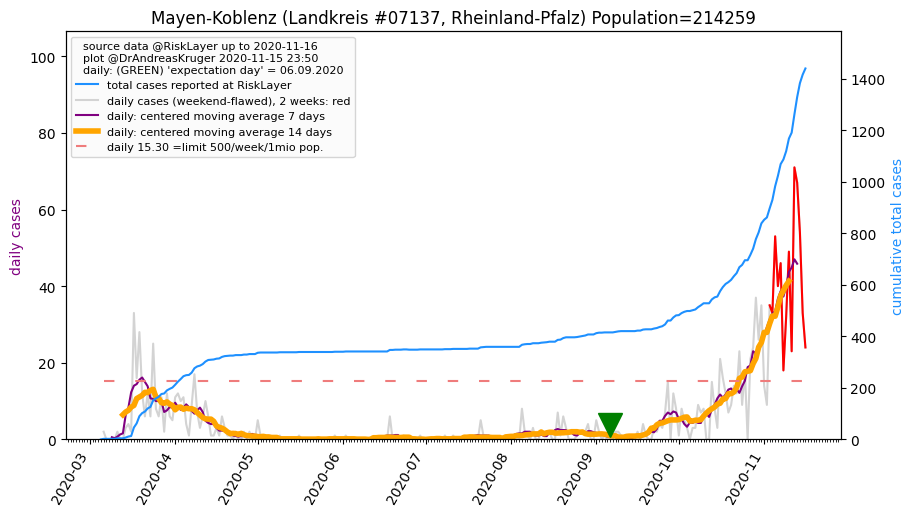 Mayen-Koblenz (Landkreis #07137, Rheinland-Pfalz) Population=214259
source data @RiskLayer up to 2020-11-16
plot @DrAndreasKruger 2020-11-15 23:50
daily: (GREEN) 'expectation day' = 06.09.2020
total cases reported at RiskLayer
daily cases (weekend-flawed), 2 weeks: red
daily: centered moving average 7 days
daily: centered moving average 14 days
daily 15.30 =limit 500/week/1mio pop.
daily cases
100
80
60
40
20
0
cumulative total cases
1400
1200
1000
800
600
400
200
0
2020-03
2020-04
2020-05
2020-06
2020-07
2020-08
2020-09
2020-10
2020-11